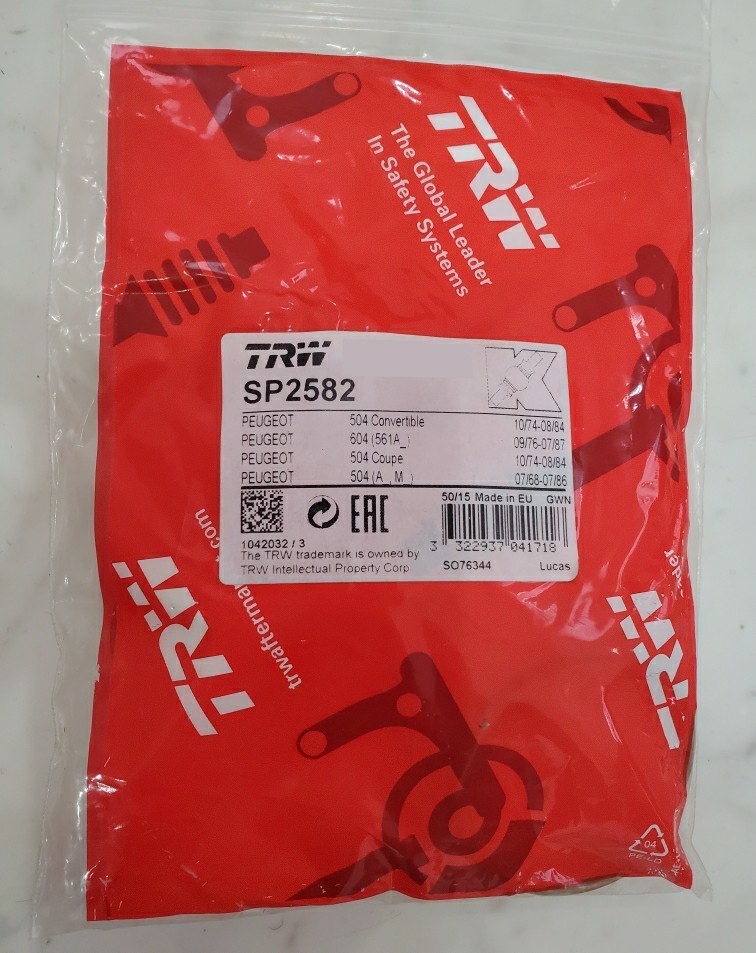 TRW
The Global Leader
In Safety Systems
TRW
SP2582
K
PEUGEOT 504 Convertible 10/74-08/84
PEUGEOT 604 (561A_) 09/76-07/87
PEUGEOT 504 Coupe 10/74-08/84
PEUGEOT 504 (A_, M_) 07/68-07/86
EAC
50/15 Made in EU GWN
1042032 / 3
3 322937 041718
The TRW trademark is owned by
TRW Intellectual Property Corp
SO76344 Lucas
TRW
TRW
04
PE-LD